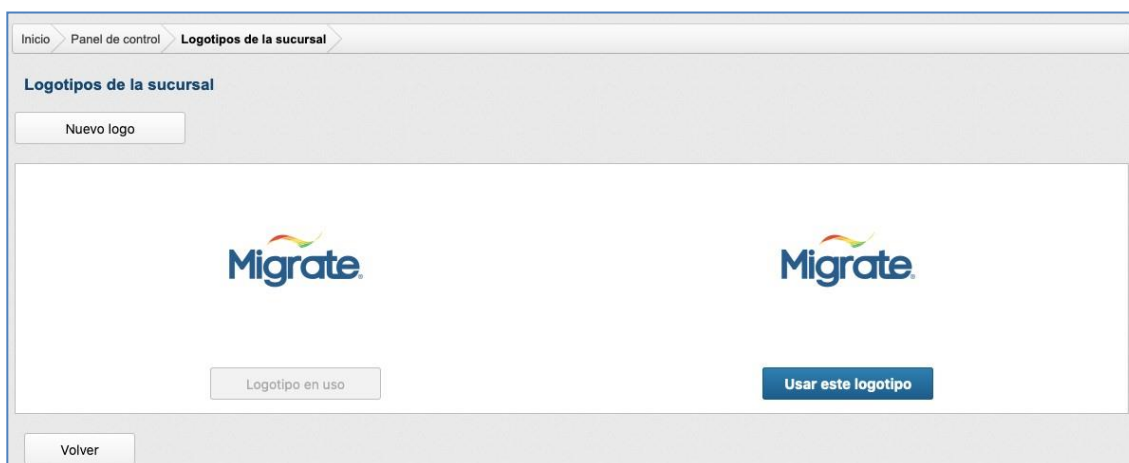 Inicio Panel de control Logotipos de la sucursal
Logotipos de la sucursal
Nuevo logo
Migrate® Migrate®
Logotipo en uso Usar este logotipo
Volver